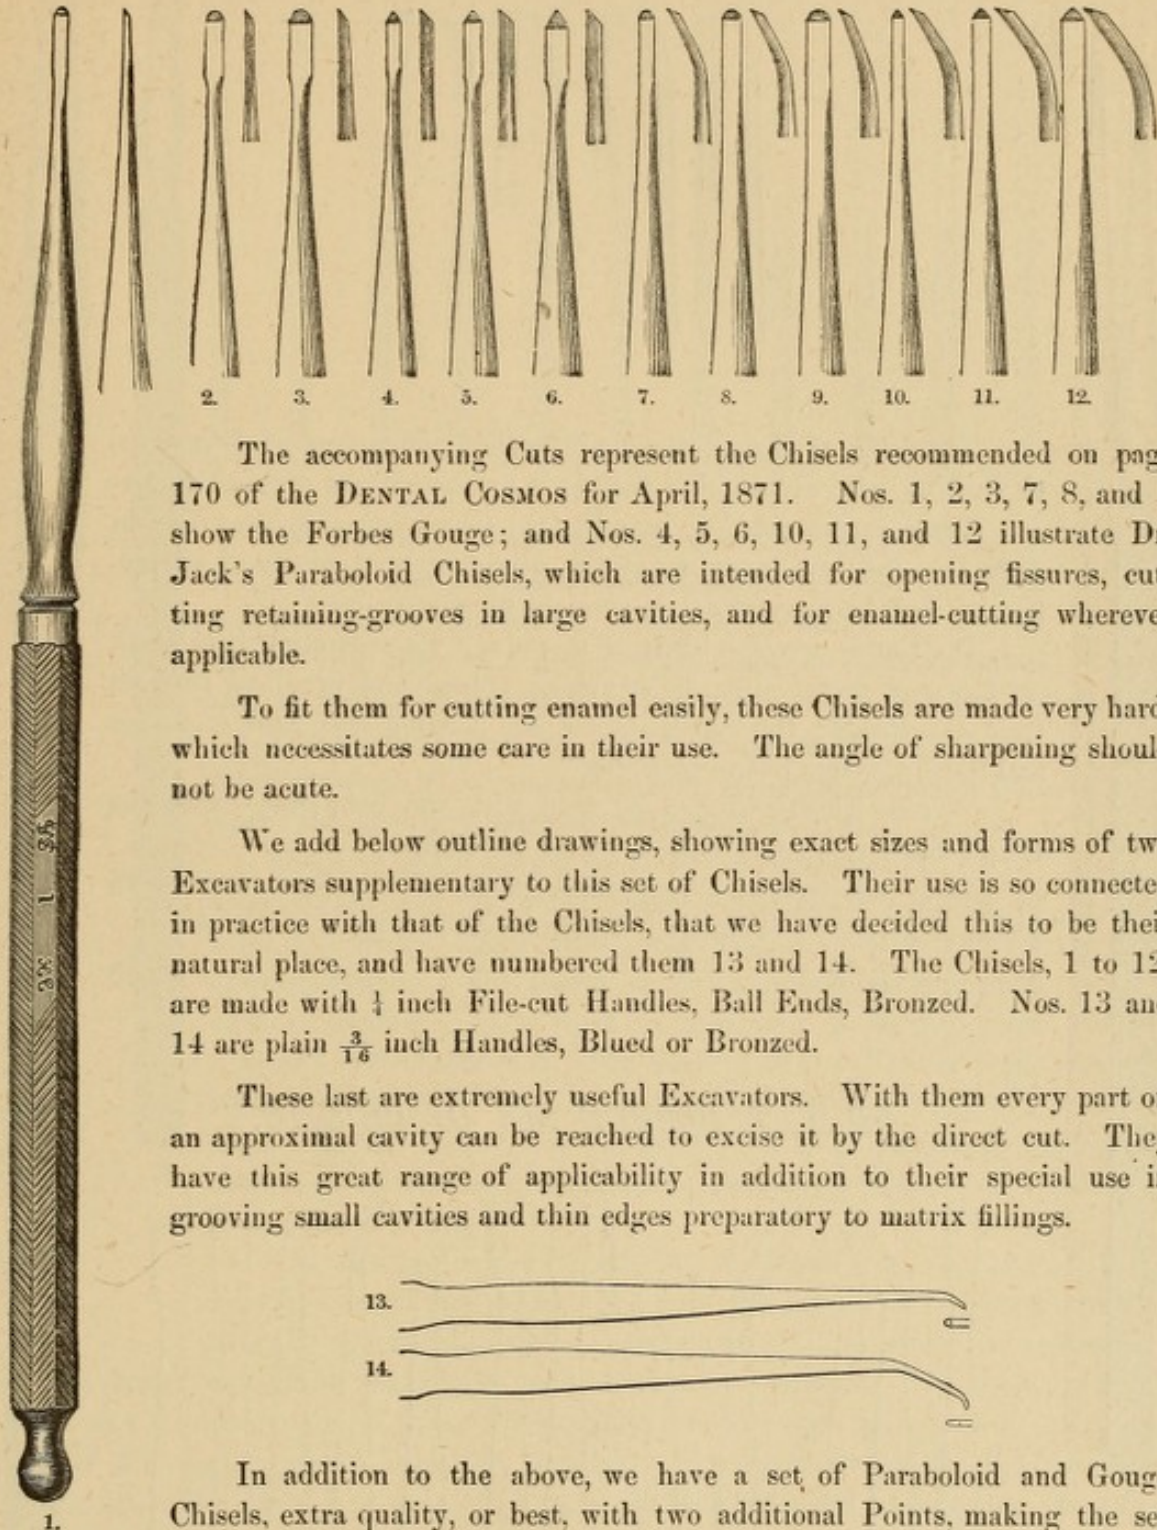 2. 3. 4. 5. 6. 7. 8. 9. 10. 11. 12.
The accompanying Cuts represent the Chisels recommended on pag
170 of the DENTAL COSMOS for April, 1871. Nos. 1, 2, 3, 7, 8, and
show the Forbes Gouge; and Nos. 4, 5, 6, 10, 11, and 12 illustrate D
Jack's Paraboloid Chisels, which are intended for opening fissures, cut
ting retaining-grooves in large cavities, and for enamel-cutting whereve
applicable.
To fit them for cutting enamel easily, these Chisels are made very hard
which necessitates some care in their use. The angle of sharpening shoul
not be acute.
We add below outline drawings, showing exact sizes and forms of tw
Excavators supplementary to this set of Chisels. Their use is so connecte
in practice with that of the Chisels, that we have decided this to be thei
natural place, and have numbered them 13 and 14. The Chisels, 1 to 12
are made with ¼ inch File-cut Handles, Ball Ends, Bronzed. Nos. 13 an
14 are plain 3/16 inch Handles, Blued or Bronzed.
These last are extremely useful Excavators. With them every part o
an approximal cavity can be reached to excise it by the direct cut. The
have this great range of applicability in addition to their special use i
grooving small cavities and thin edges preparatory to matrix fillings.
13.
14.
In addition to the above, we have a set of Paraboloid and Goug
1.
Chisels, extra quality, or best, with two additional Points, making the se